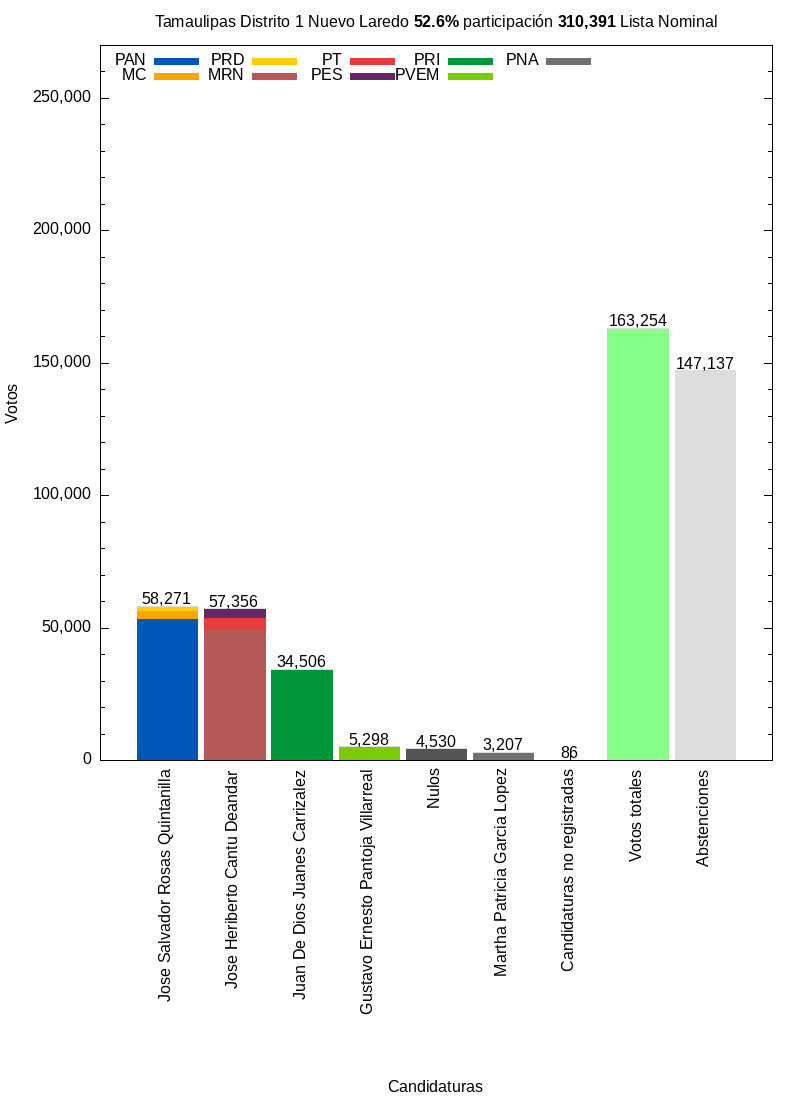 Tamaulipas Distrito 1 Nuevo Laredo 52.6% participación 310,391 Lista Nominal
PAN PRD PT PRI PNA
MC MRN PES PVEM
250,000
200,000
150,000
100,000
50,000
0
Votos
58,271
57,356
34,506
5,298
4,530
3,207
86
163,254
147,137
Jose Salvador Rosas Quintanilla
Jose Heriberto Cantu Deandar
Juan De Dios Juanes Carrizalez
Gustavo Ernesto Pantoja Villarreal
Nulos
Martha Patricia Garcia Lopez
Candidaturas no registradas
Votos totales
Abstenciones
Candidaturas